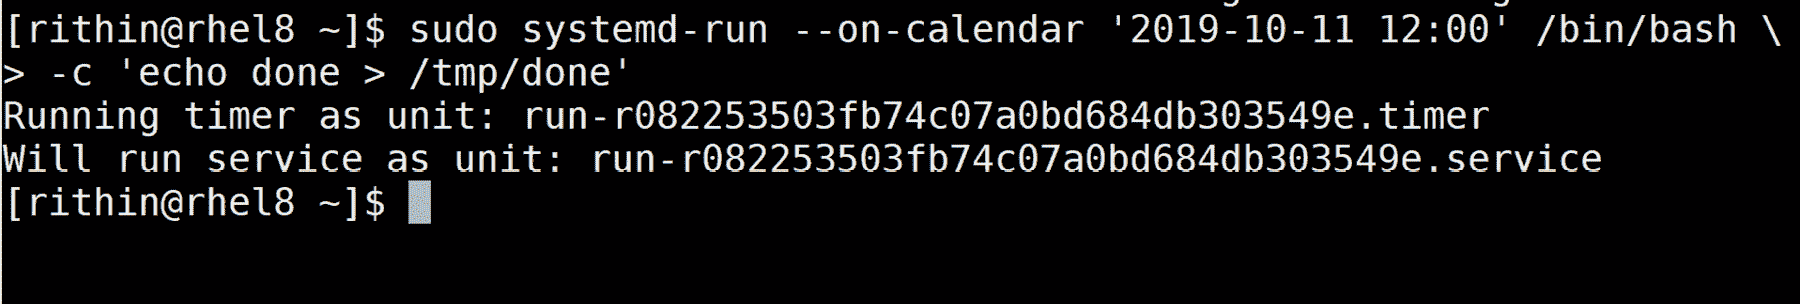 [rithin@rhel8 ~]$ sudo systemd-run --on-calendar '2019-10-11 12:00' /bin/bash \
> -c 'echo done > /tmp/done'
Running timer as unit: run-r082253503fb74c07a0bd684db303549e.timer
Will run service as unit: run-r082253503fb74c07a0bd684db303549e.service
[rithin@rhel8 ~]$